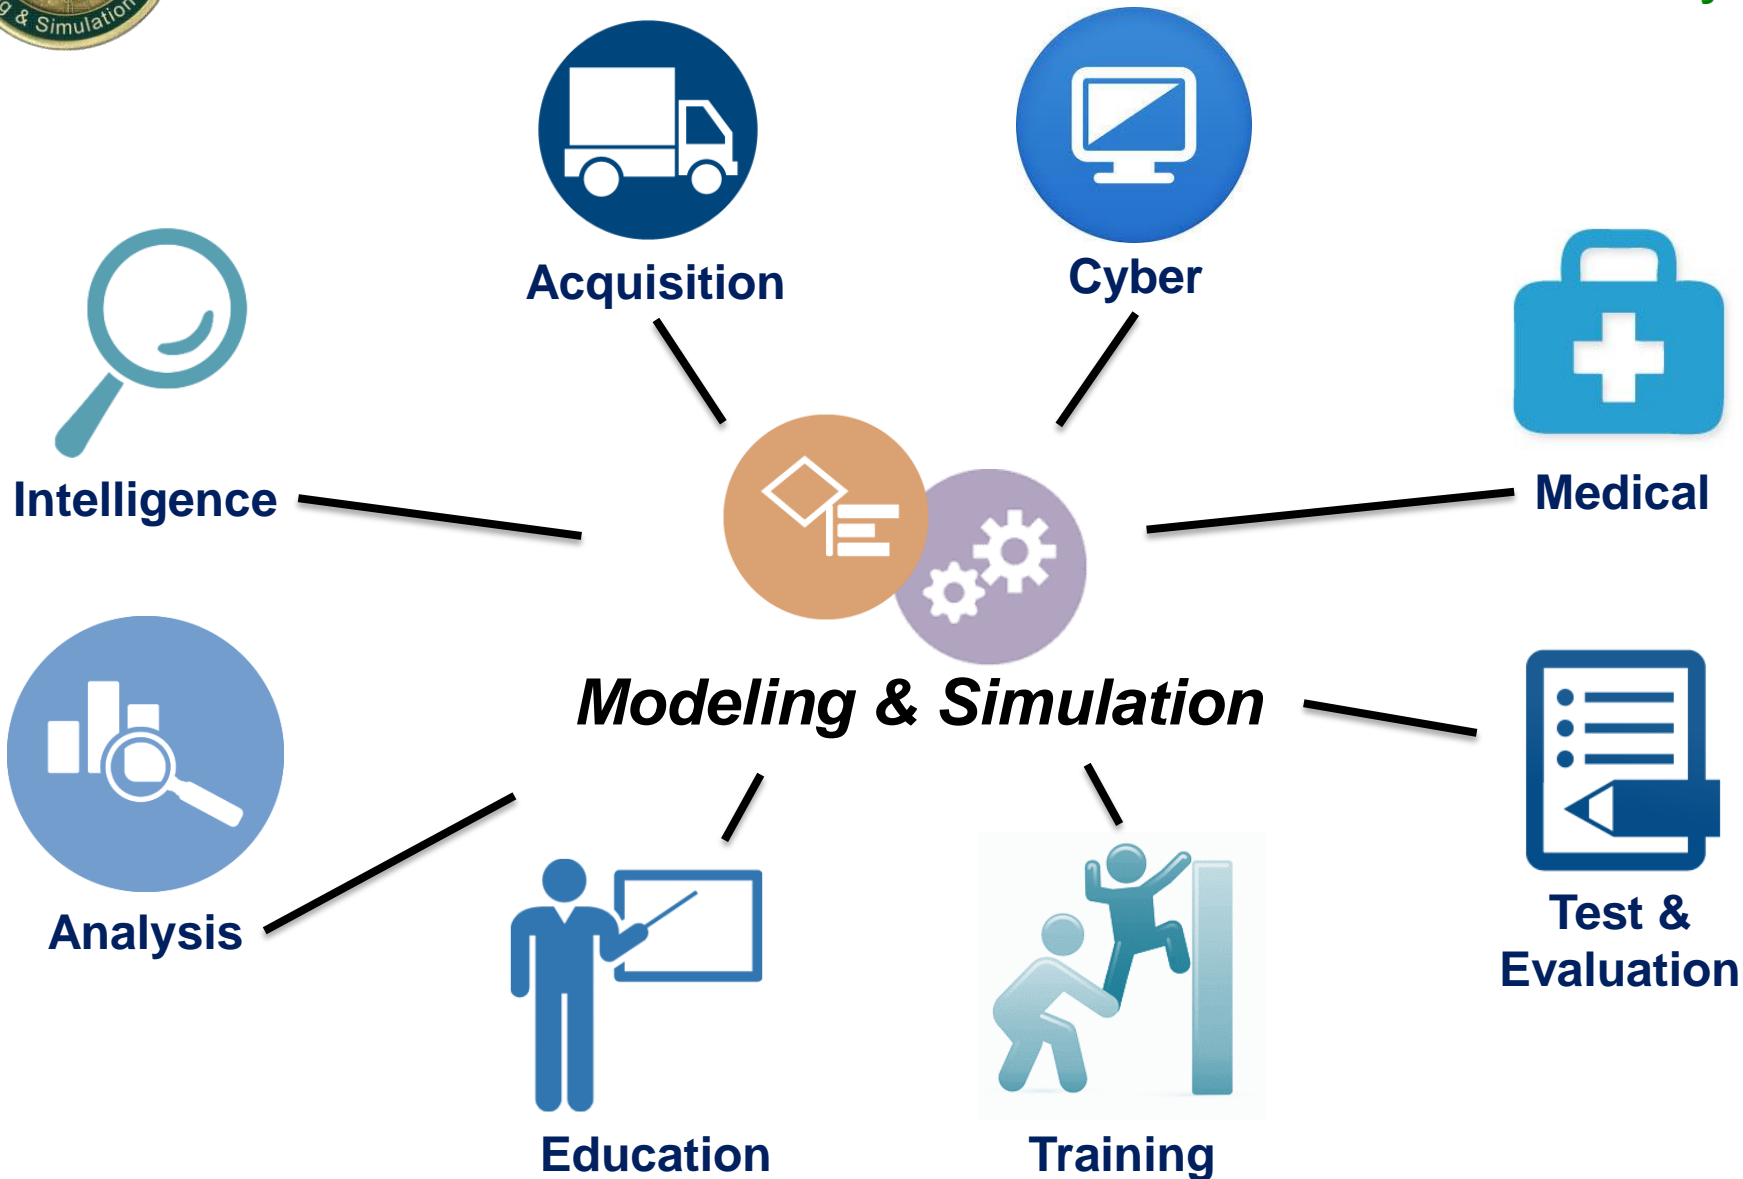 & Simulation
Acquisition
Cyber
Intelligence
Medical
Modeling & Simulation
Analysis
Test &
Evaluation
Education
Training